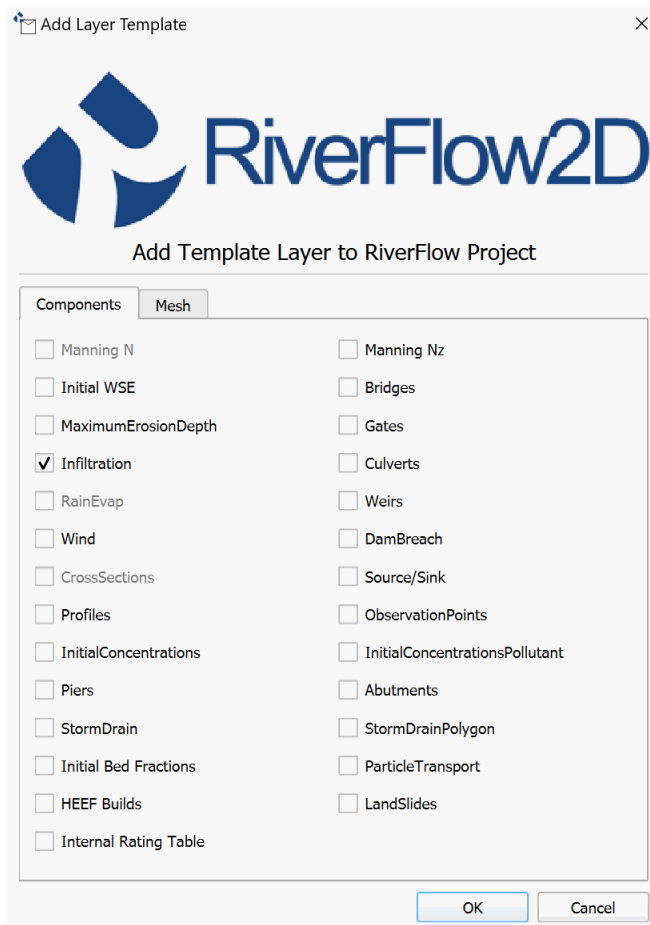 Add Layer Template
RiverFlow2D
Add Template Layer to RiverFlow Project
Components
Mesh
Manning N
Manning Nz
Initial WSE
Bridges
MaximumErosionDepth
Gates
Infiltration
Culverts
RainEvap
Weirs
Wind
DamBreach
CrossSections
Source/Sink
Profiles
ObservationPoints
InitialConcentrations
InitialConcentrationsPollutant
Piers
Abutments
StormDrain
StormDrainPolygon
Initial Bed Fractions
ParticleTransport
HEEF Builds
LandSlides
Internal Rating Table
OK
Cancel